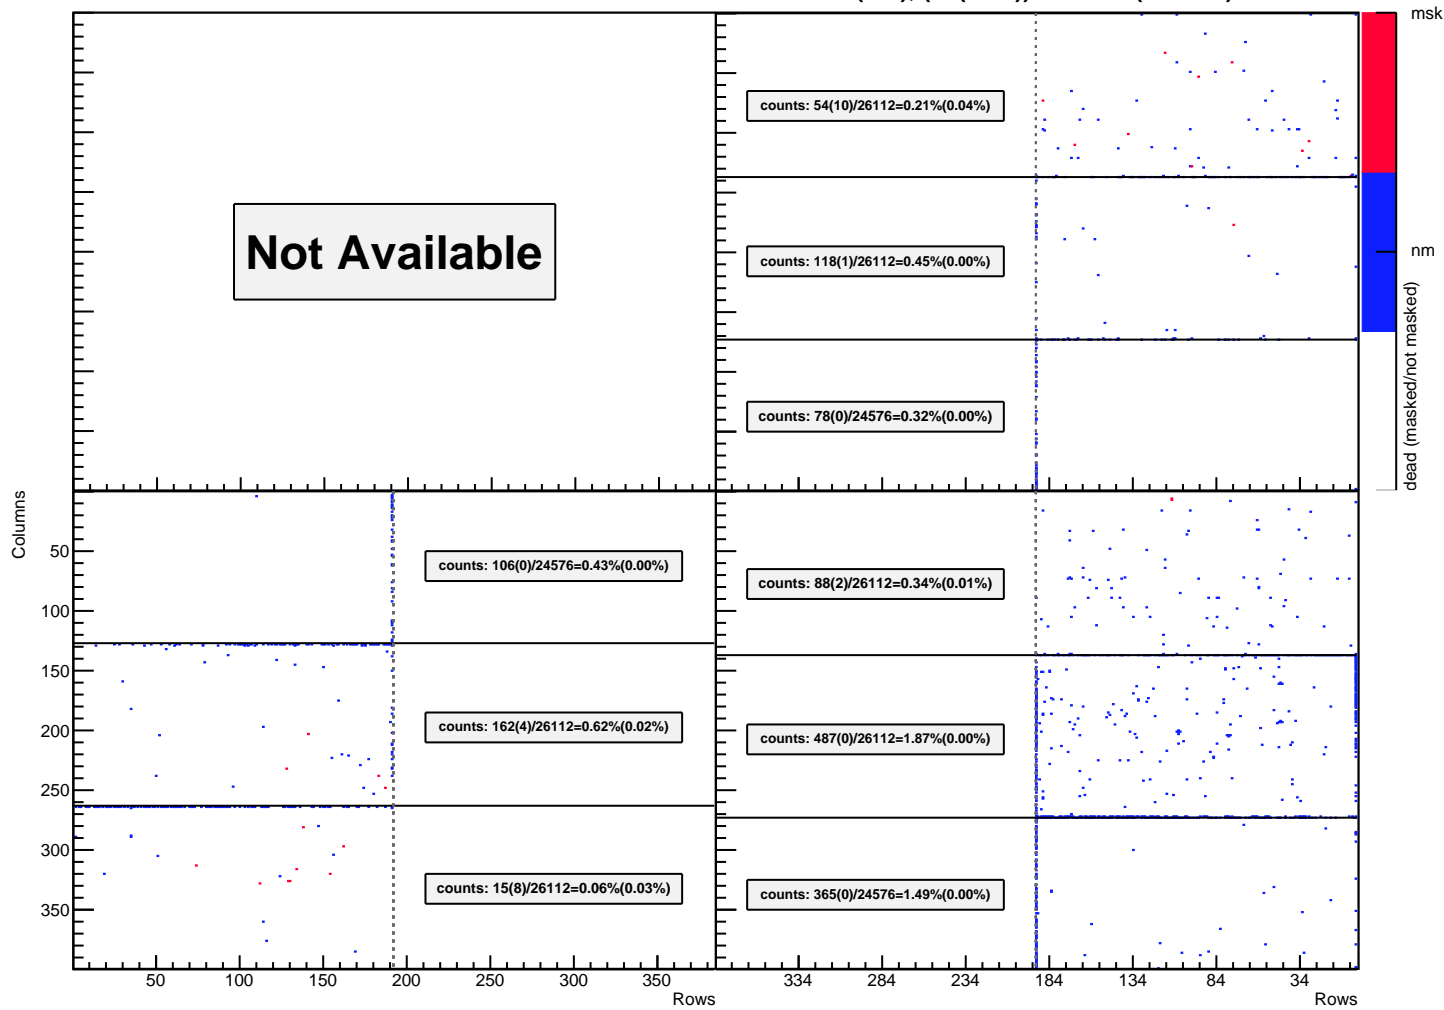 msk
counts: 54(10)/26112=0.21%(0.04%)
Not Available
counts: 118(1)/26112=0.45%(0.00%)
nm
dead (masked/not masked)
counts: 78(0)/24576=0.32%(0.00%)
Columns
50
100
150
200
250
300
350
counts: 106(0)/24576=0.43%(0.00%)
counts: 88(2)/26112=0.34%(0.01%)
counts: 162(4)/26112=0.62%(0.02%)
counts: 487(0)/26112=1.87%(0.00%)
counts: 15(8)/26112=0.06%(0.03%)
counts: 365(0)/24576=1.49%(0.00%)
50 100 150 200 250 300 350
334 284 234 184 134 84 34
Rows
Rows